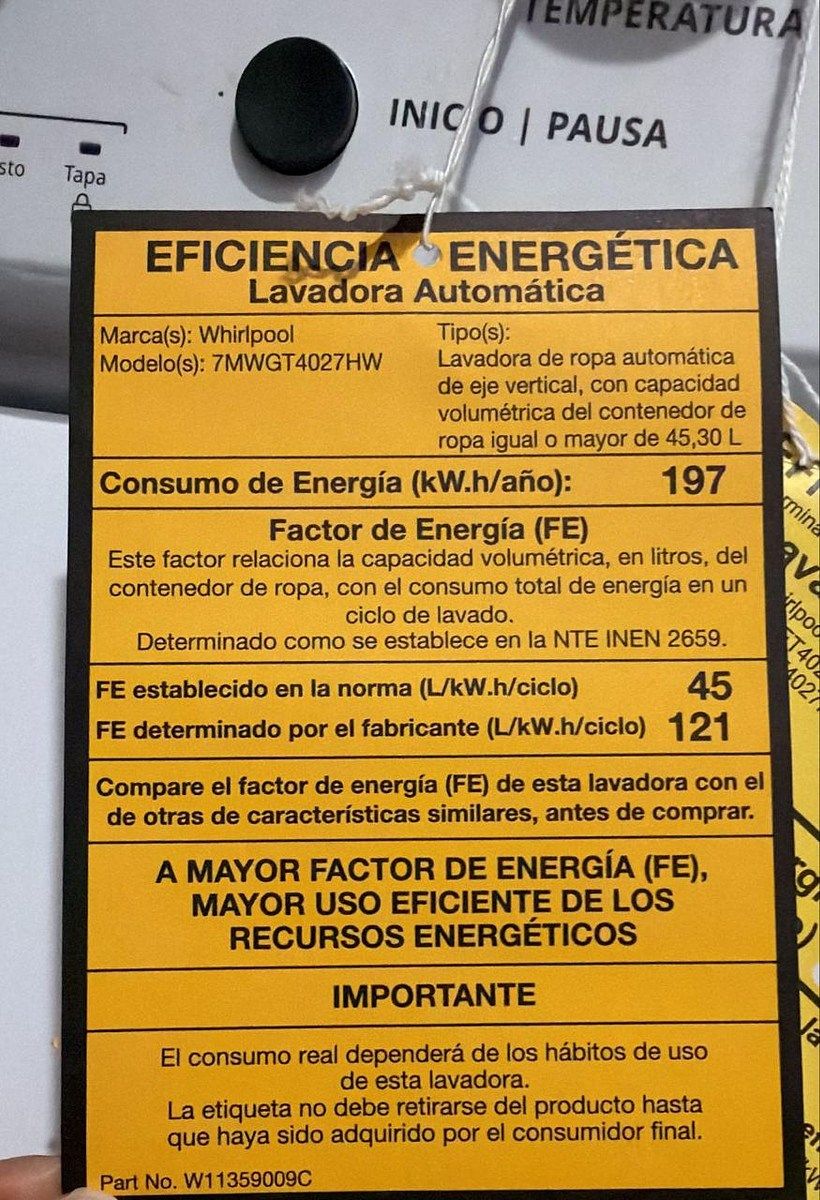 TEMPERATURA
INICIO | PAUSA
Tapa
EFICIENCIA ENERGÉTICA
Lavadora Automática
Marca(s): Whirlpool
Modelo(s): 7MWGT4027HW
Tipo(s):
Lavadora de ropa automática
de eje vertical, con capacidad
volumétrica del contenedor de
ropa igual o mayor de 45,30 L
Consumo de Energía (kW.h/año): 197
Factor de Energía (FE)
Este factor relaciona la capacidad volumétrica, en litros, del
contenedor de ropa, con el consumo total de energía en un
ciclo de lavado.
Determinado como se establece en la NTE INEN 2659.
FE establecido en la norma (L/kW.h/ciclo) 45
FE determinado por el fabricante (L/kW.h/ciclo) 121
Compare el factor de energía (FE) de esta lavadora con el
de otras de características similares, antes de comprar.
A MAYOR FACTOR DE ENERGÍA (FE),
MAYOR USO EFICIENTE DE LOS
RECURSOS ENERGÉTICOS
IMPORTANTE
El consumo real dependerá de los hábitos de uso
de esta lavadora.
La etiqueta no debe retirarse del producto hasta
que haya sido adquirido por el consumidor final.
Part No. W11359009C